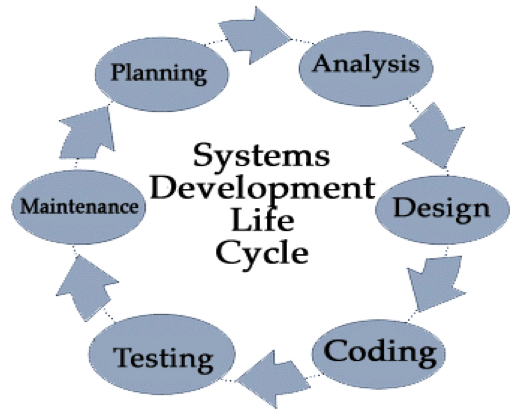 Planning
Analysis
Systems
Development
Life
Cycle
Maintenance
Design
Testing
Coding